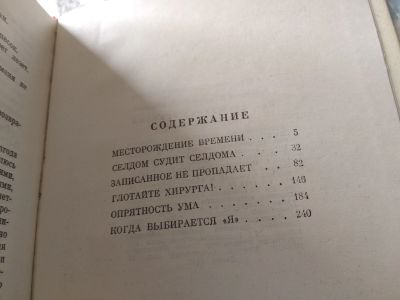 СОДЕРЖАНИЕ
МЕСТОРОЖДЕНИЕ ВРЕМЕНИ . . . . 5
СЕЛДОМ СУДИТ СЕЛДОМА . . . . 32
ЗАПИСАННОЕ НЕ ПРОПАДАЕТ . . . 82
ГЛОТАЙТЕ ХИРУРГА! . . . . . 146
ОПРЯТНОСТЬ УМА . . . . . . 184
КОГДА ВЫБИРАЕТСЯ «Я» . . . . 240